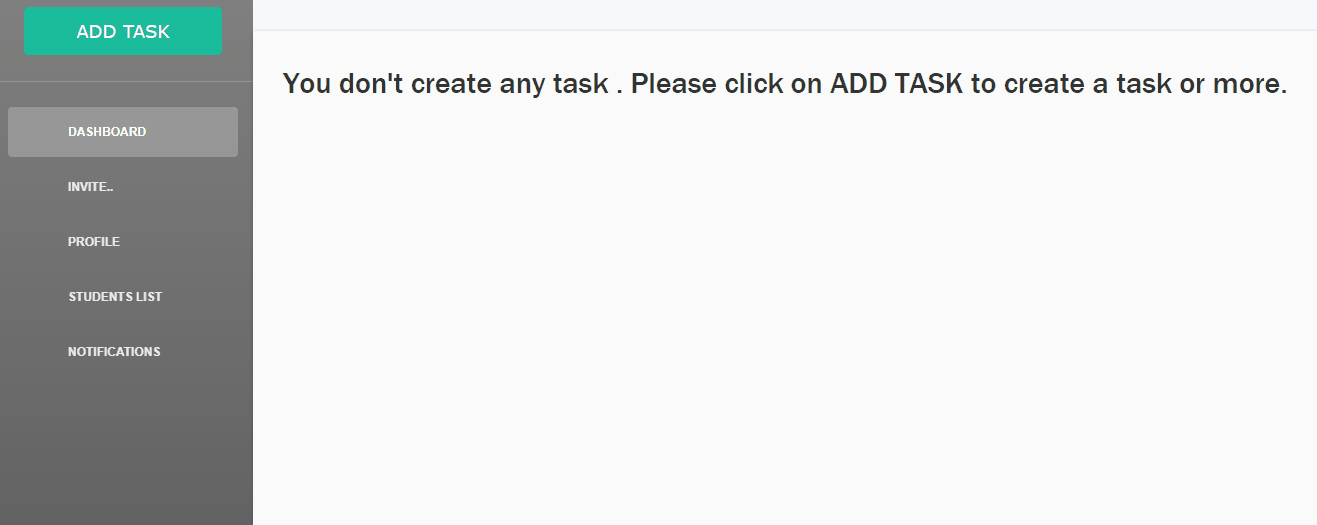 ADD TASK
You don't create any task . Please click on ADD TASK to create a task or more.
DASHBOARD
INVITE..
PROFILE
STUDENTS LIST
NOTIFICATIONS